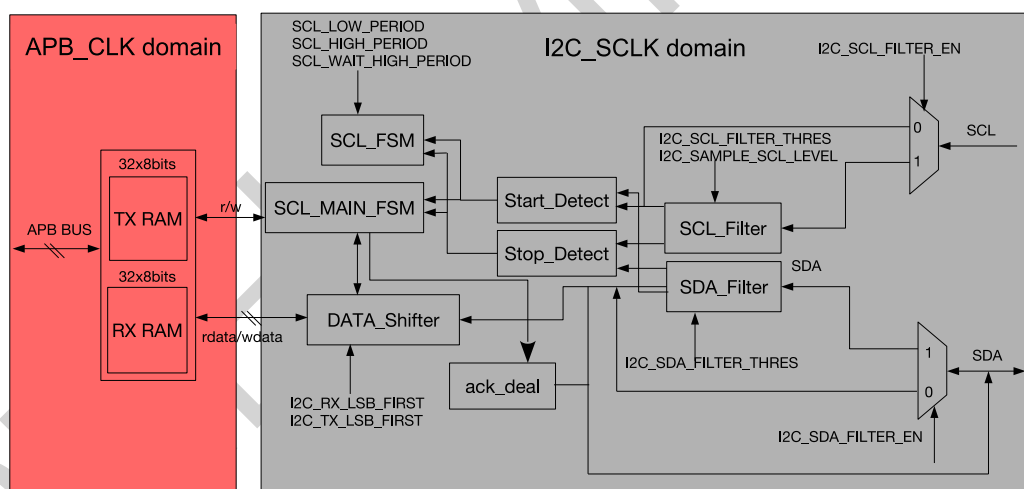 APB_CLK domain
I2C_SCLK domain
SCL_LOW_PERIOD
SCL_HIGH_PERIOD
SCL_WAIT_HIGH_PERIOD
I2C_SCL_FILTER_EN
SCL_FSM
0
1
SCL
I2C_SCL_FILTER_THRES
I2C_SAMPLE_SCL_LEVEL
32x8bits
TX RAM
r/w
SCL_MAIN_FSM
Start_Detect
SCL_Filter
APB BUS
Stop_Detect
SDA
32x8bits
SDA_Filter
RX RAM
rdata/wdata
DATA_Shifter
1
0
SDA
I2C_SDA_FILTER_THRES
ack_deal
I2C_RX_LSB_FIRST
I2C_TX_LSB_FIRST
I2C_SDA_FILTER_EN